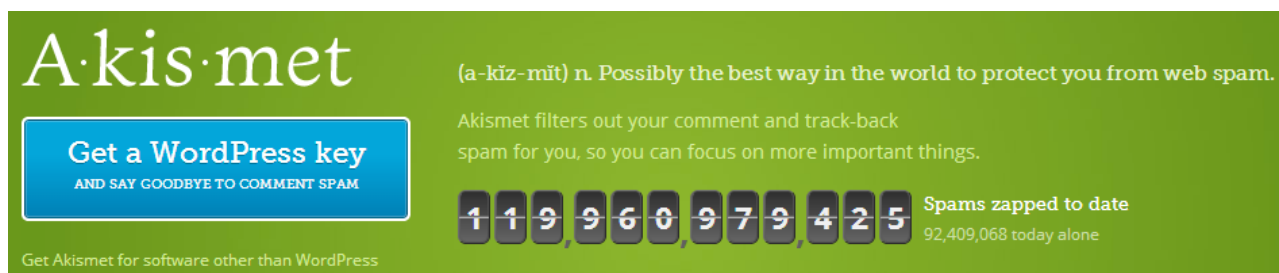 A·kis·met
Get a WordPress key
AND SAY GOODBYE TO COMMENT SPAM
Get Akismet for software other than WordPress
(a-kĭz-mĭt) n. Possibly the best way in the world to protect you from web spam.
Akismet filters out your comment and track-back
spam for you, so you can focus on more important things.
119,960,979,425
Spams zapped to date
92,409,068 today alone